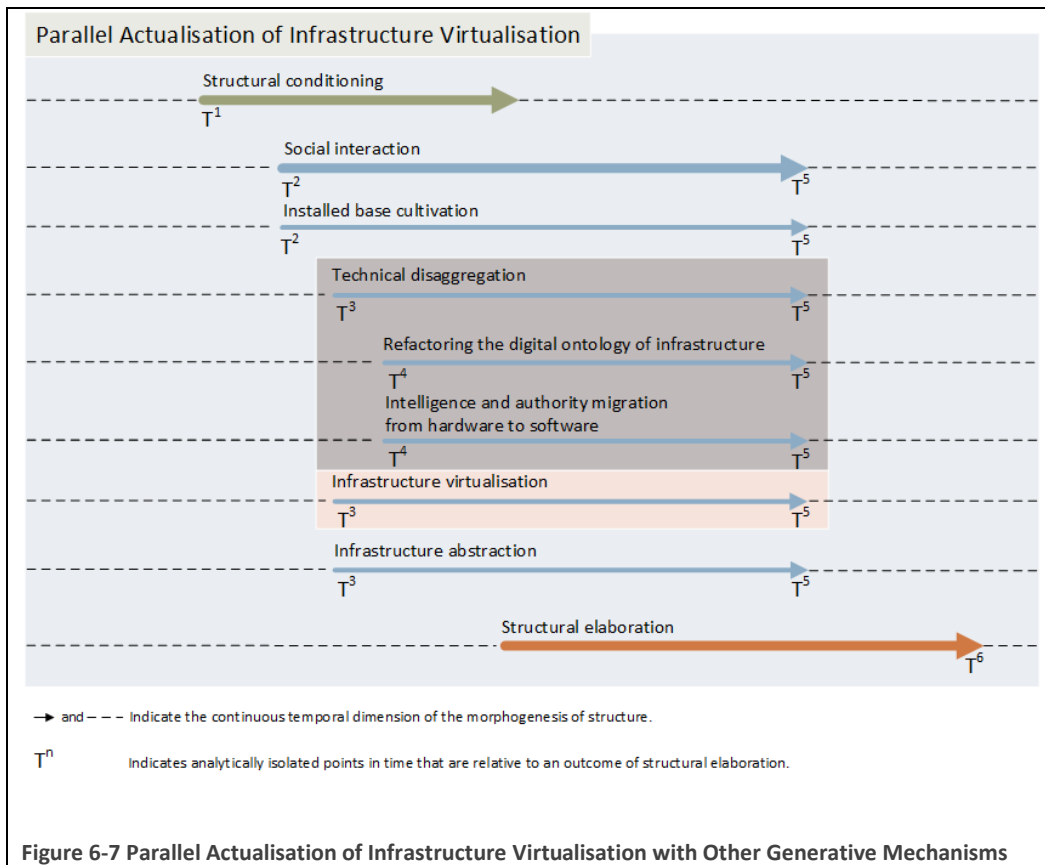 Parallel Actualisation of Infrastructure Virtualisation
Structural conditioning
T1
Social interaction
T2 T5
Installed base cultivation
T2 T5
Technical disaggregation
T3 T5
Refactoring the digital ontology of infrastructure
T4 T5
Intelligence and authority migration
from hardware to software
T4 T5
Infrastructure virtualisation
T3 T5
Infrastructure abstraction
T3 T5
Structural elaboration
T6
and Indicate the continuous temporal dimension of the morphogenesis of structure.
Tn Indicates analytically isolated points in time that are relative to an outcome of structural elaboration.
Figure 6-7 Parallel Actualisation of Infrastructure Virtualisation with Other Generative Mechanisms